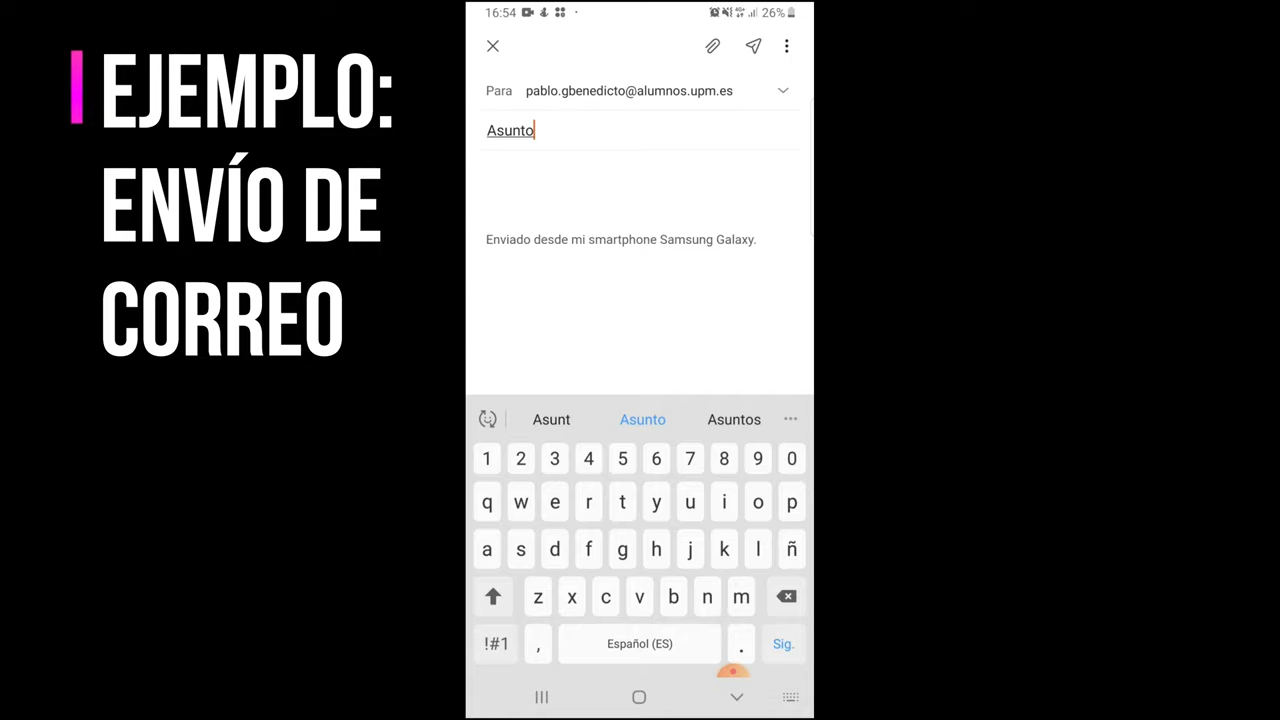 EJEMPLO:
ENVÍO DE
CORREO
16:54 26%
Para pablo.gbenedicto@alumnos.upm.es
Asunto
Enviado desde mi smartphone Samsung Galaxy.
Asunt Asunto Asuntos
1 2 3 4 5 6 7 8 9 0
q w e r t y u i o p
a s d f g h j k l ñ
z x c v b n m
!#1 , Español (ES) . Sig.